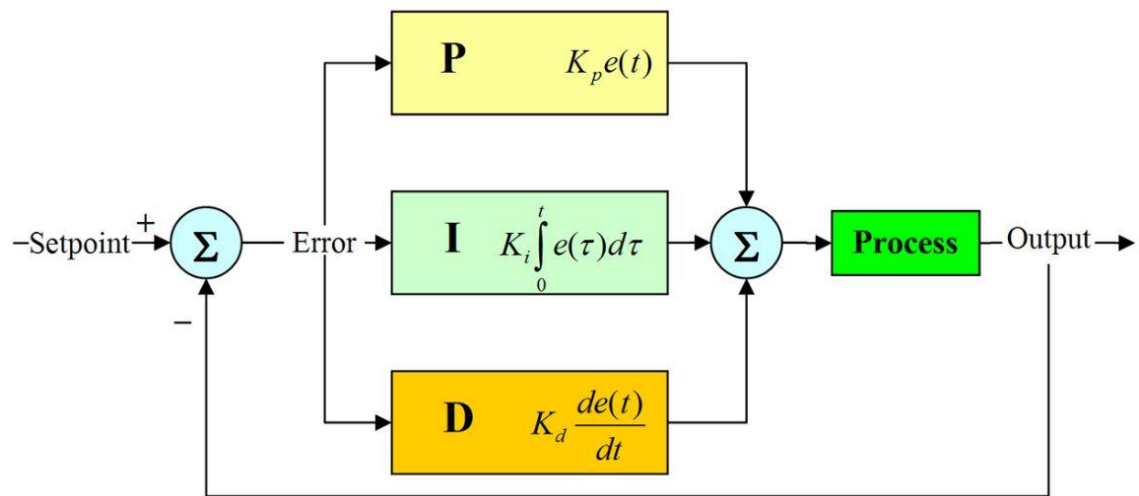 P K_p e(t)
+
–Setpoint Σ Error I K_i ∫_0^t e(τ)dτ Σ Process Output
−
D K_d de(t)/dt